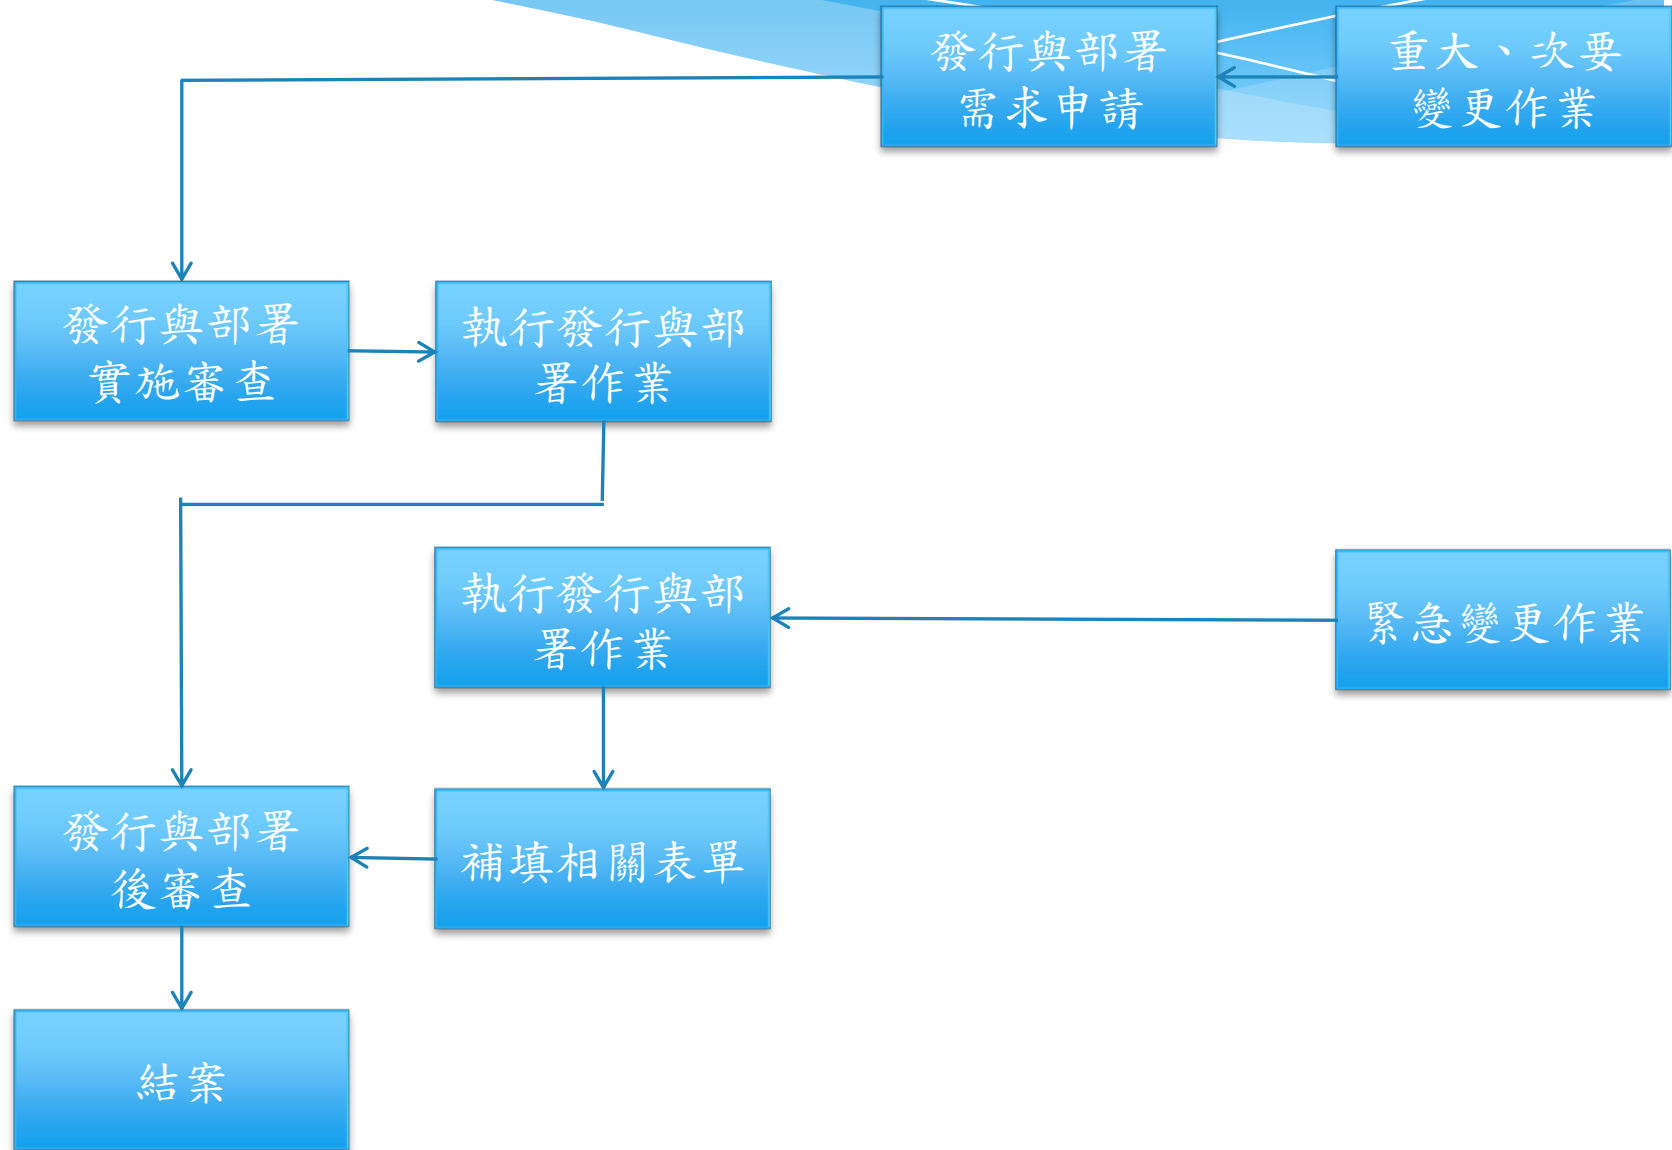 發行與部署
需求申請
重大、次要
變更作業
發行與部署
實施審查
執行發行與部
署作業
執行發行與部
署作業
緊急變更作業
發行與部署
後審查
補填相關表單
結案